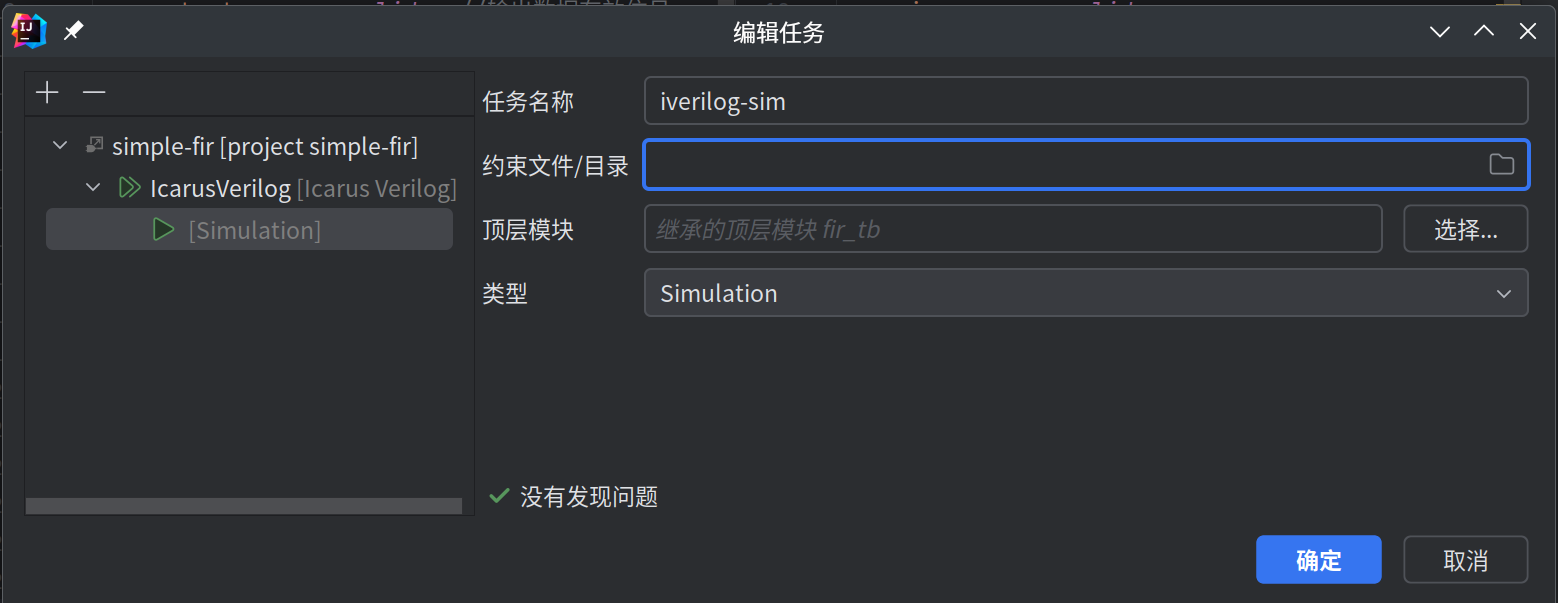 IJ
编辑任务
simple-fir [project simple-fir]
IcarusVerilog [Icarus Verilog]
[Simulation]
任务名称 iverilog-sim
约束文件/目录
顶层模块 继承的顶层模块 fir_tb 选择...
类型 Simulation
没有发现问题
确定 取消